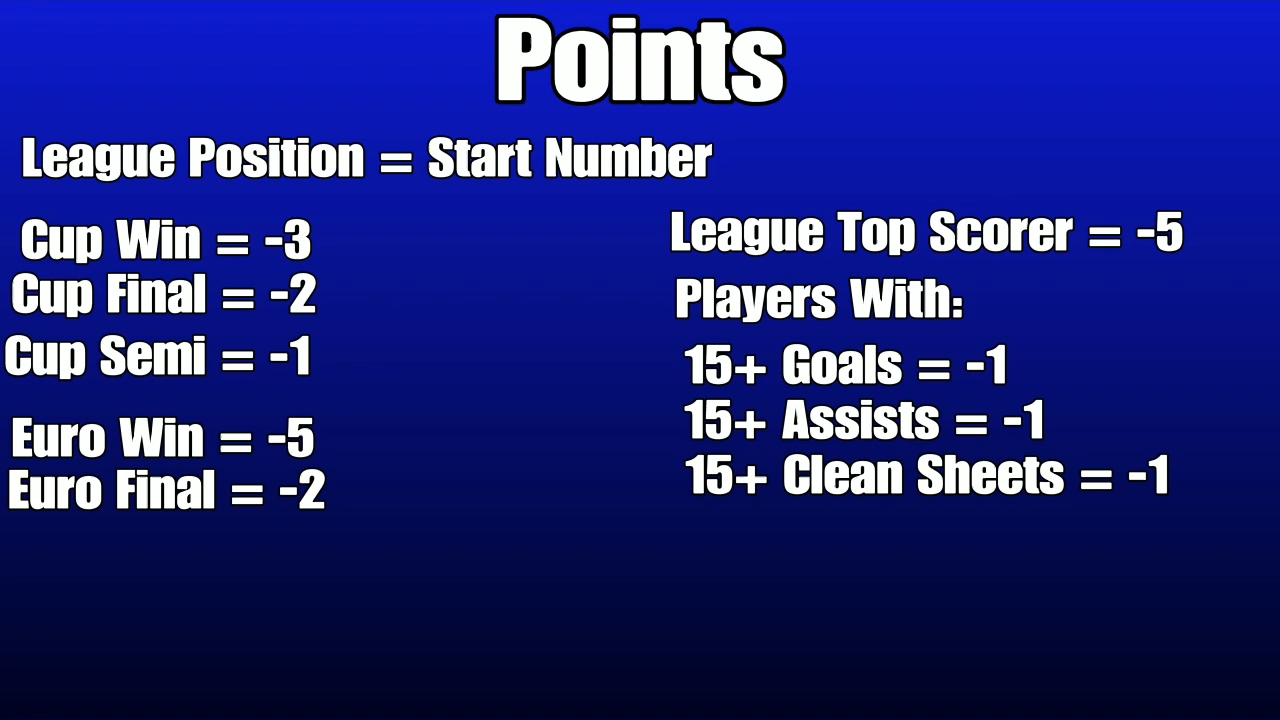 Points
League Position = Start Number
Cup Win = -3
Cup Final = -2
Cup Semi = -1
Euro Win = -5
Euro Final = -2
League Top Scorer = -5
Players With:
15+ Goals = -1
15+ Assists = -1
15+ Clean Sheets = -1